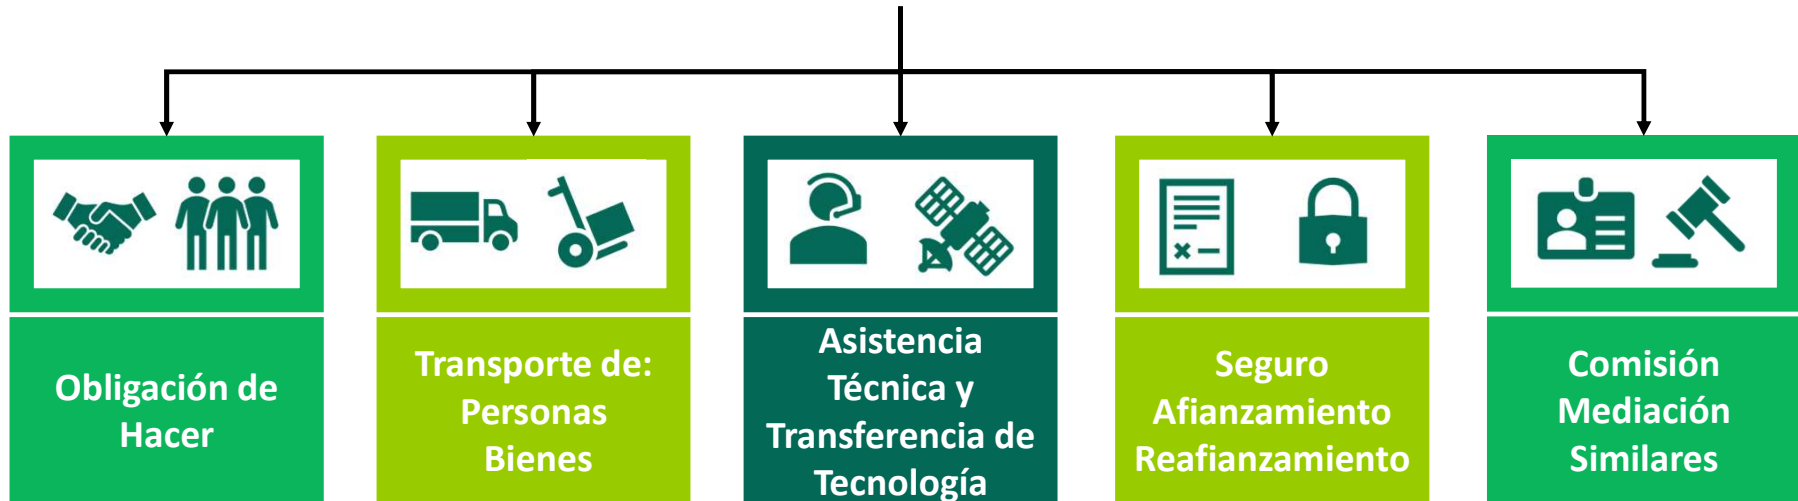 Obligación de
Hacer
Transporte de:
Personas
Bienes
Asistencia
Técnica y
Transferencia de
Tecnología
Seguro
Afianzamiento
Reafianzamiento
Comisión
Mediación
Similares